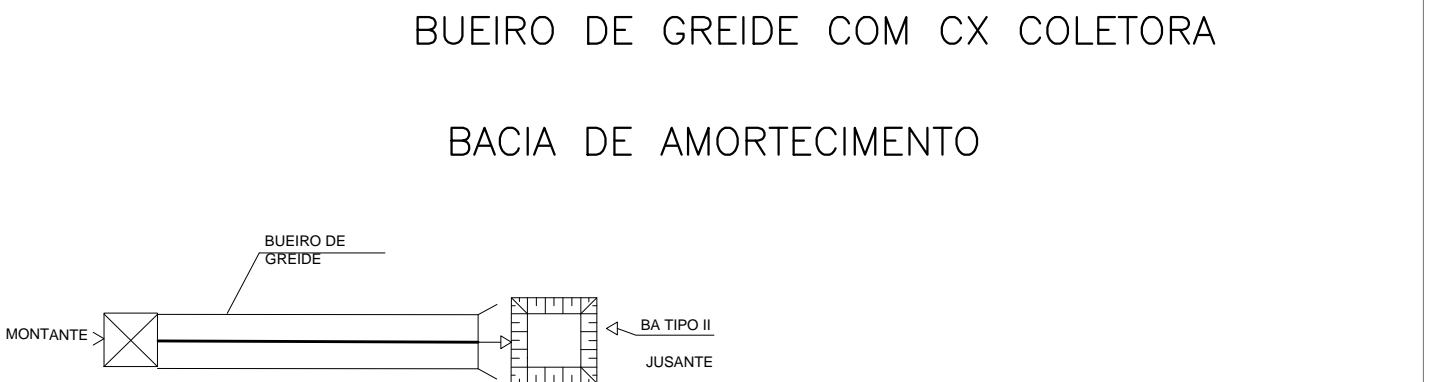 BUEIRO DE GREIDE COM CX COLETORA
BACIA DE AMORTECIMENTO
BUEIRO DE
GREIDE
MONTANTE
BA TIPO II
JUSANTE